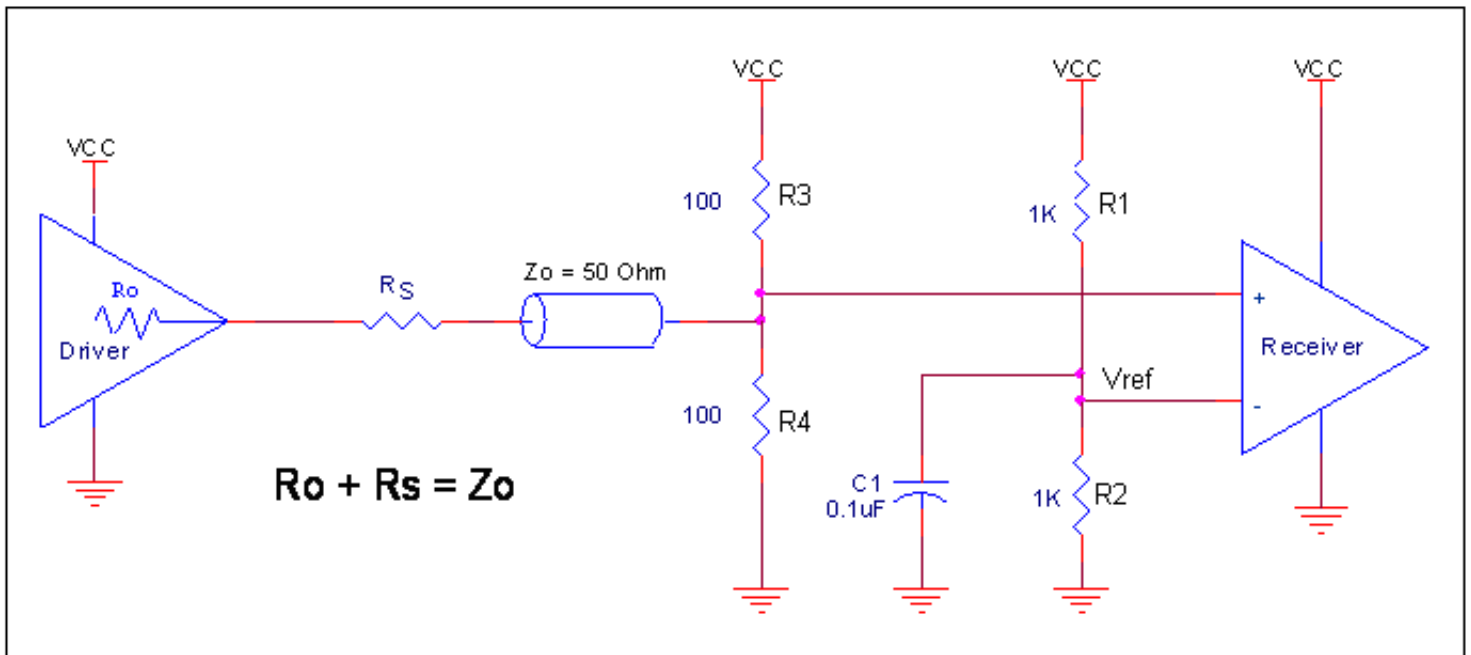 VCC
VCC
VCC
VCC
R3
100
R1
1K
Zo = 50 Ohm
RS
Ro
Driver
+
Receiver
Vref
-
100
R4
Ro + Rs = Zo
C1
0.1uF
1K
R2